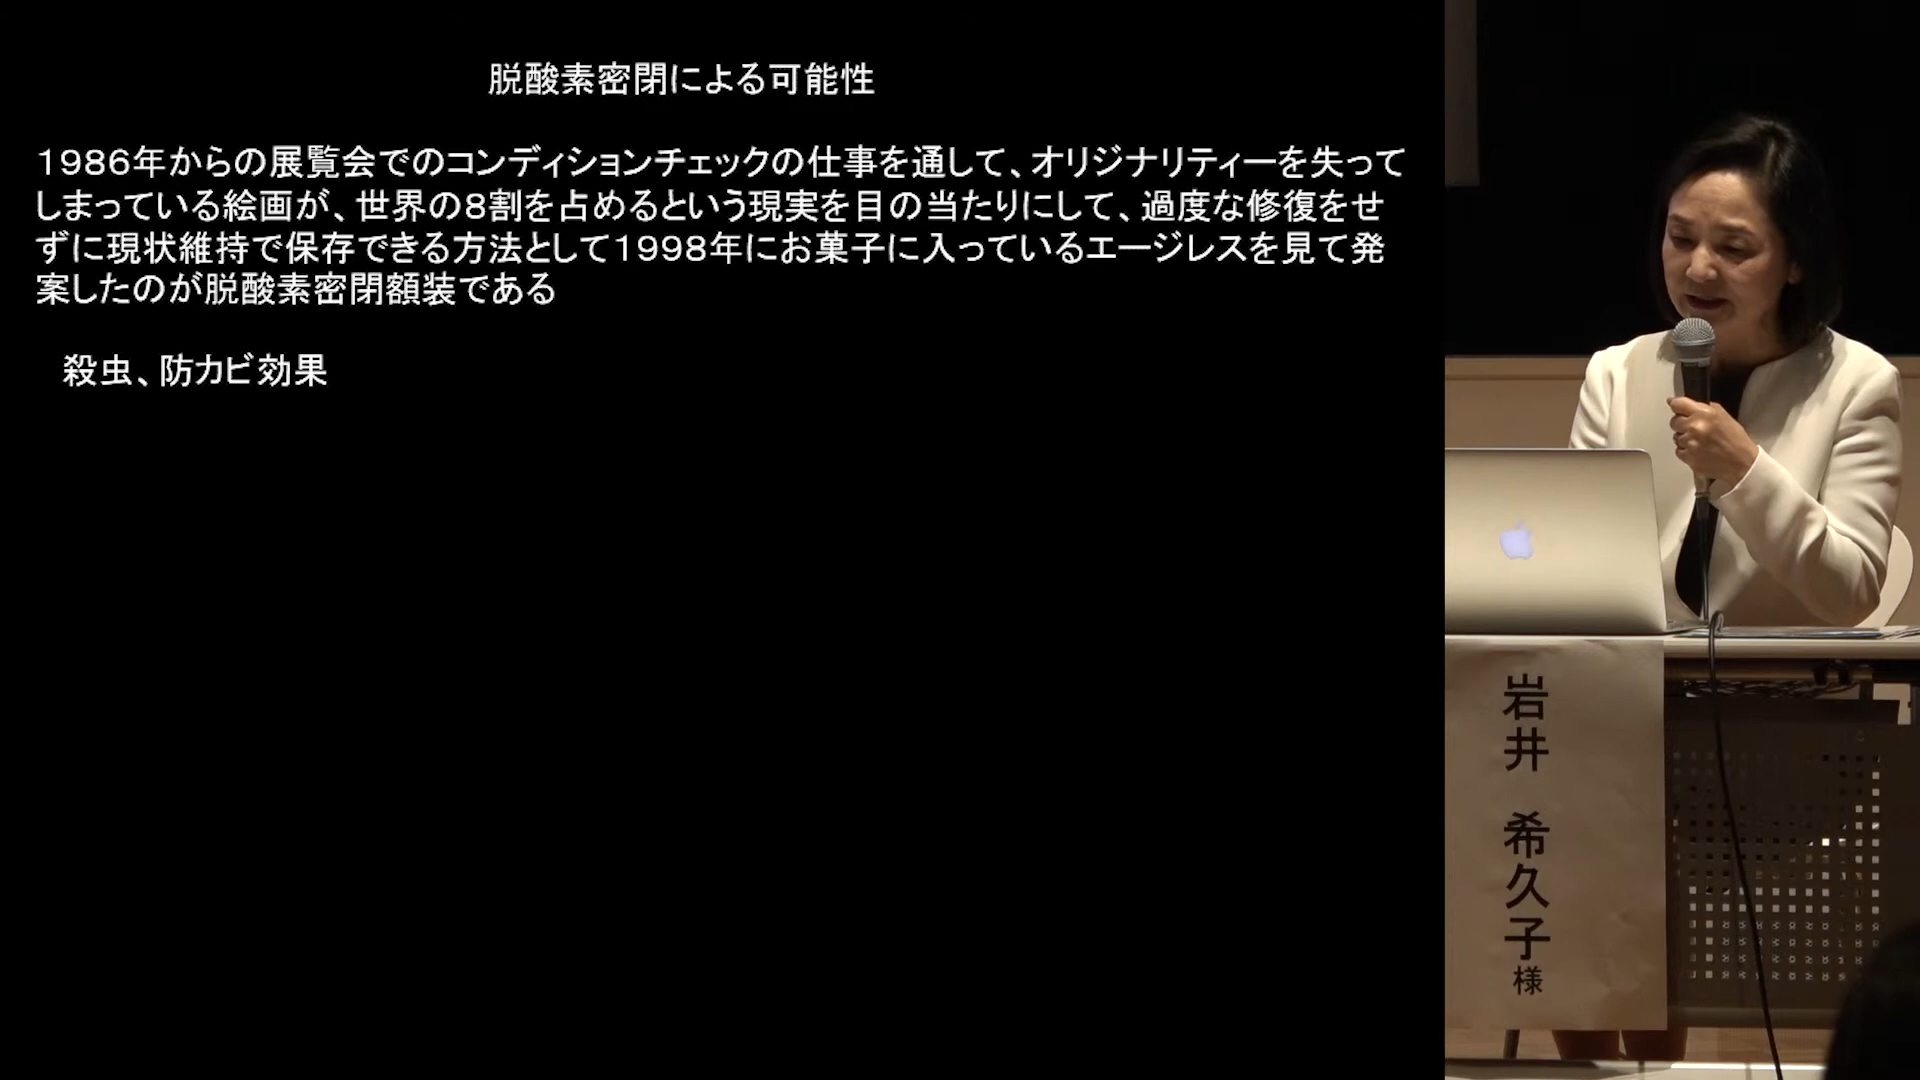 脱酸素密閉による可能性
1986年からの展覧会でのコンディションチェックの仕事を通して、オリジナリティーを失って
しまっている絵画が、世界の8割を占めるという現実を目の当たりにして、過度な修復をせ
ずに現状維持で保存できる方法として1998年にお菓子に入っているエージレスを見て発
案したのが脱酸素密閉額装である
殺虫、防カビ効果
岩井 希久子様